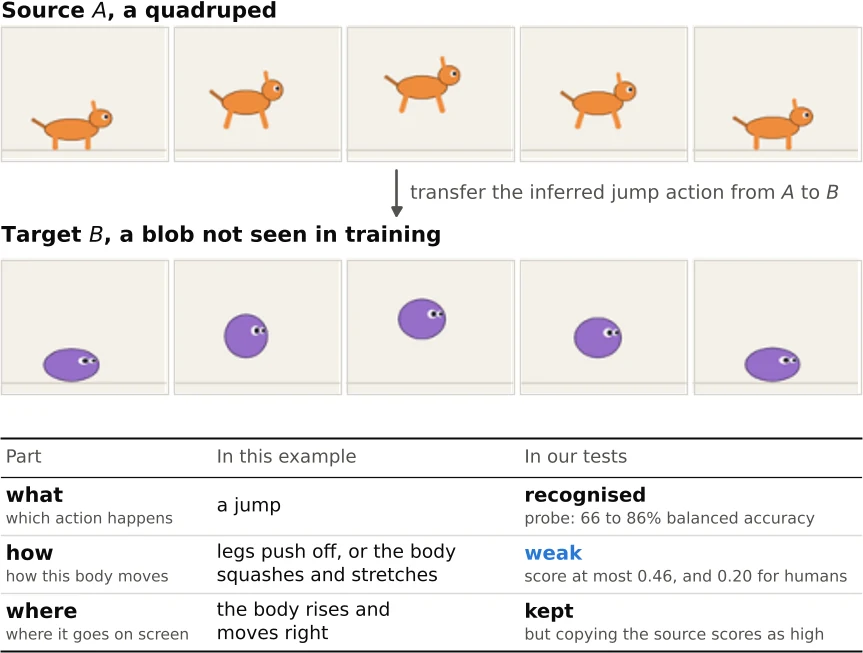 Source A, a quadruped
transfer the inferred jump action from A to B
Target B, a blob not seen in training
Part In this example In our tests
what
which action happens
a jump
recognised
probe: 66 to 86% balanced accuracy
how
how this body moves
legs push off, or the body
squashes and stretches
weak
score at most 0.46, and 0.20 for humans
where
where it goes on screen
the body rises and
moves right
kept
but copying the source scores as high